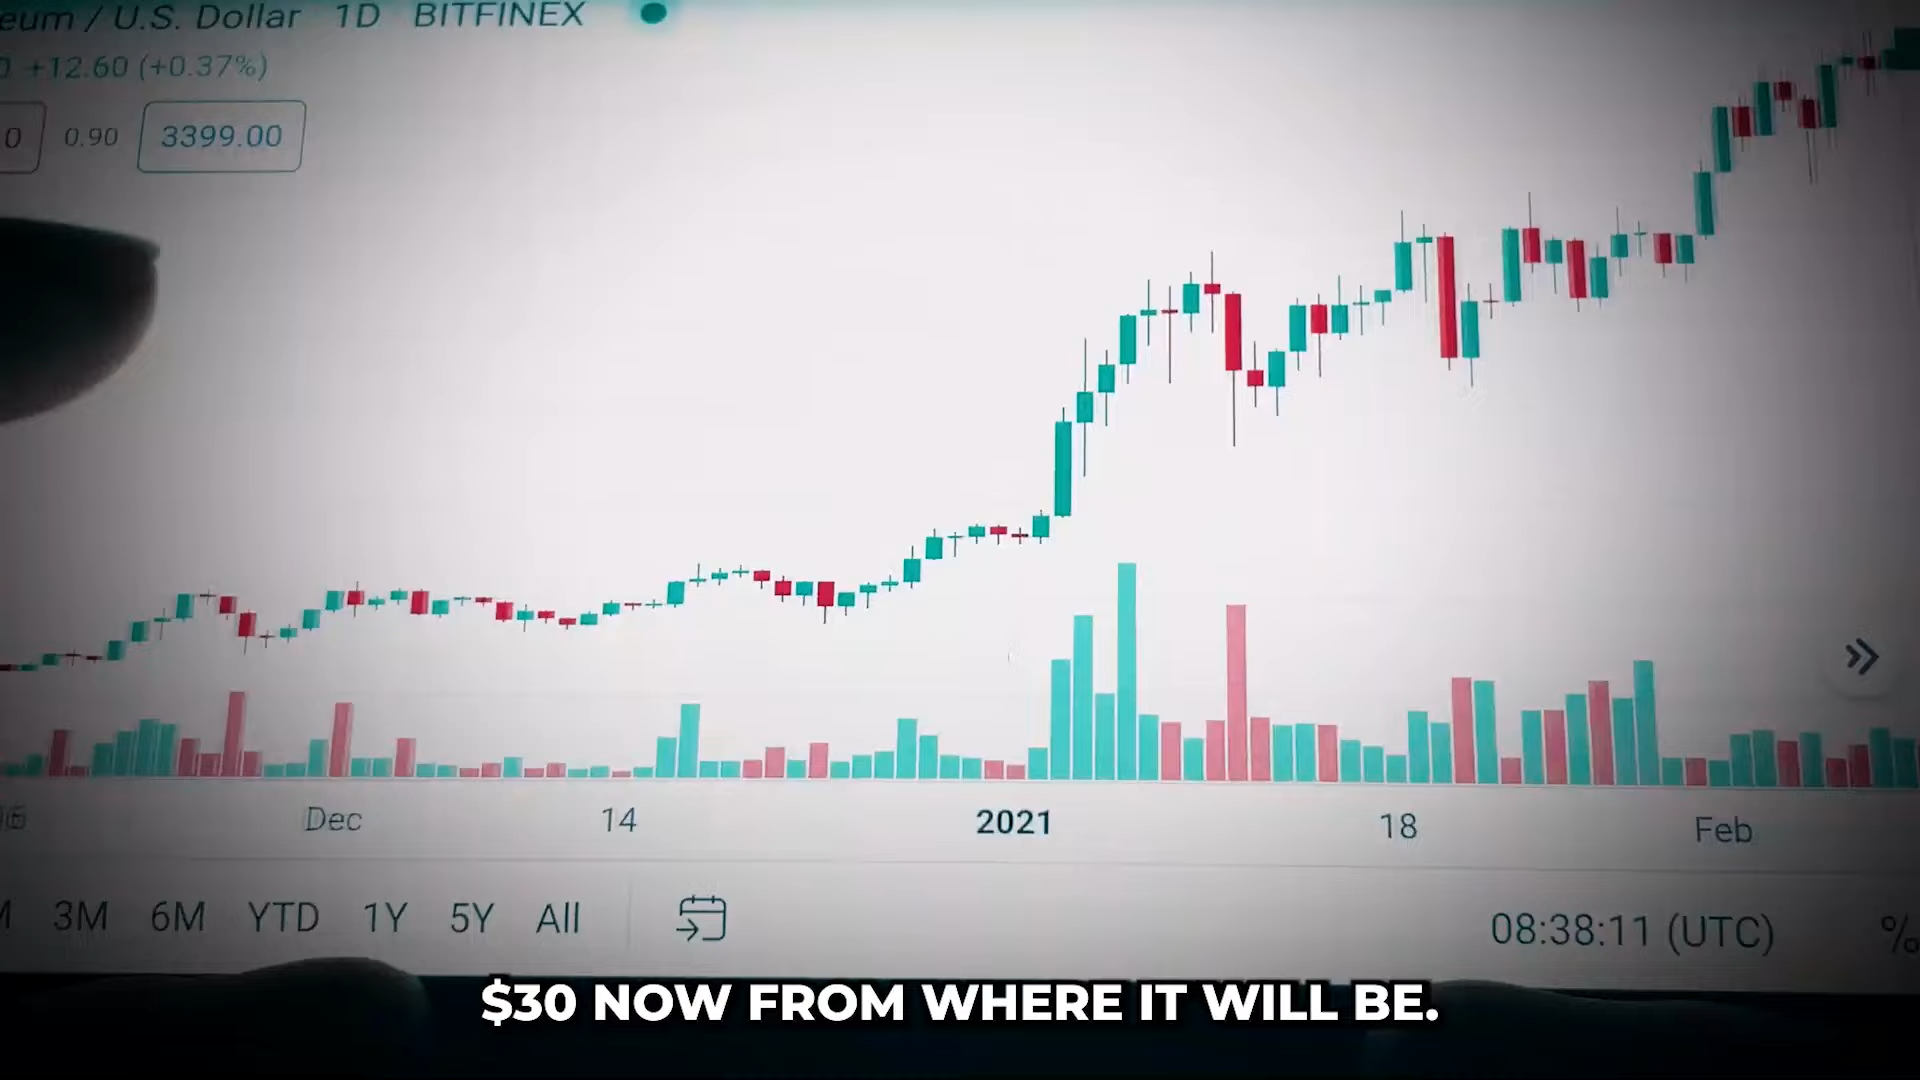 / U.S. Dollar 1D BITFINEX
+12.60 (+0.37%)
0 0.90 3399.00
Dec 14 2021 18 Feb
3M 6M YTD 1Y 5Y All 08:38:11 (UTC) %
$30 NOW FROM WHERE IT WILL BE.